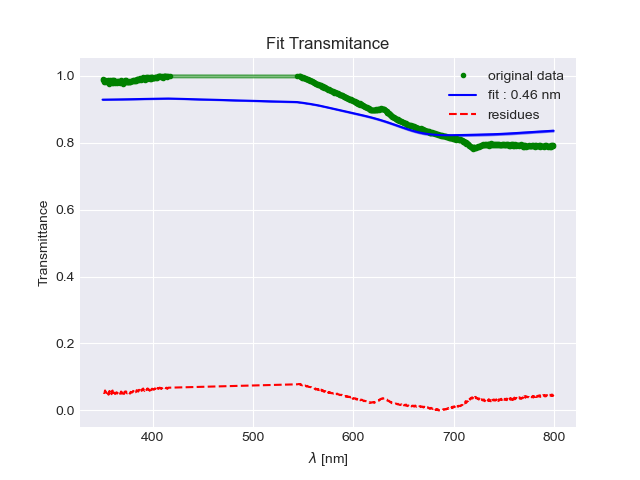 Fit Transmitance
original data
fit : 0.46 nm
residues
Transmittance
1.0
0.8
0.6
0.4
0.2
0.0
400 500 600 700 800
λ [nm]